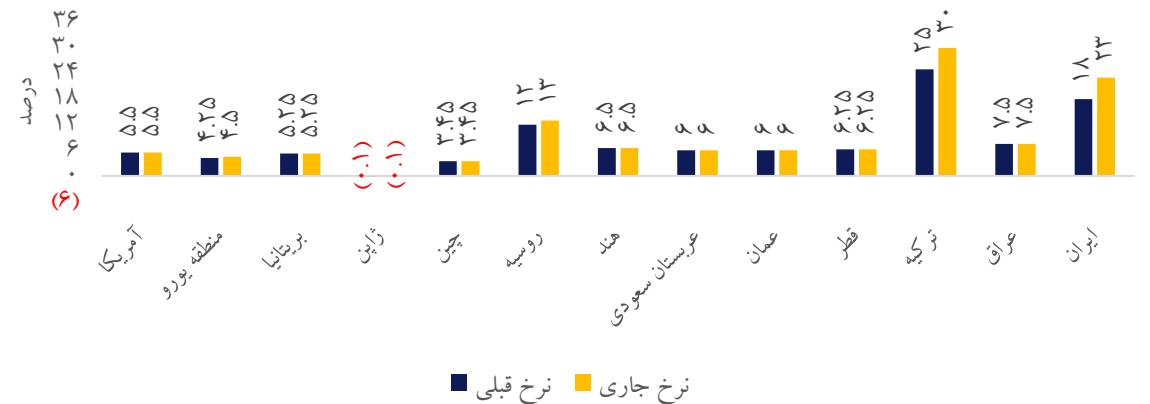 ۳۶
۳۰
۲۴
۱۸
۱۲
۶
۰
(۶)
درصد
۵.۵
۵.۵
۴.۲۵
۴.۵
۵.۲۵
۵.۲۵
(۰.۱)
(۰.۱)
۳.۴۵
۳.۴۵
۱۲
۱۳
۶.۵
۶.۵
۶
۶
۶
۶
۶.۲۵
۶.۲۵
۲۵
۳۰
۷.۵
۷.۵
۱۸
۲۳
آمریکا
منطقه یورو
بریتانیا
ژاپن
چین
روسیه
هند
عربستان سعودی
عمان
قطر
ترکیه
عراق
ایران
نرخ قبلی
نرخ جاری